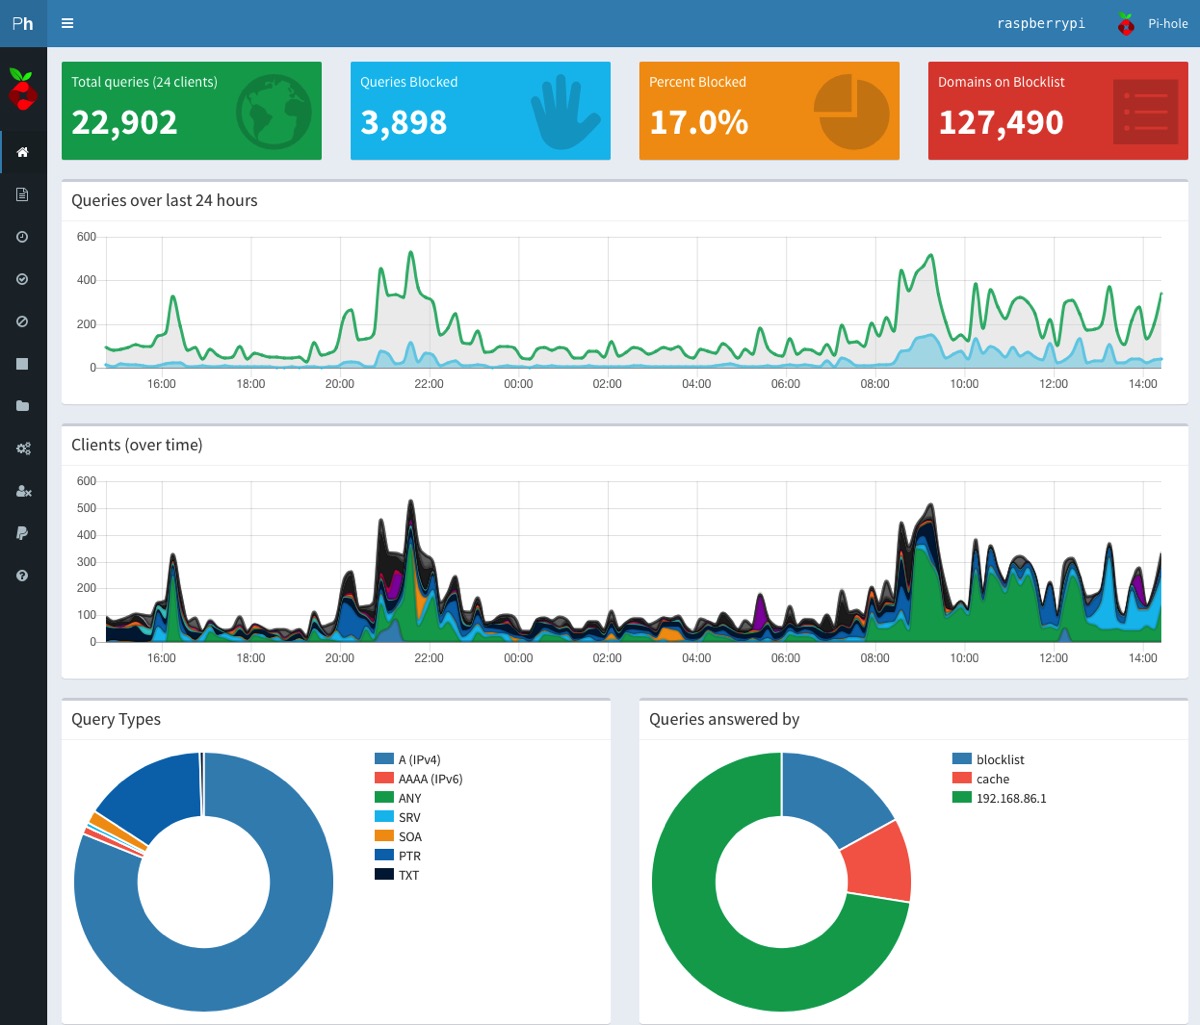 Ph
raspberrypi
Pi-hole
Total queries (24 clients)
22,902
Queries Blocked
3,898
Percent Blocked
17.0%
Domains on Blocklist
127,490
Queries over last 24 hours
600
400
200
0
16:00 18:00 20:00 22:00 00:00 02:00 04:00 06:00 08:00 10:00 12:00 14:00
Clients (over time)
600
500
400
300
200
100
0
16:00 18:00 20:00 22:00 00:00 02:00 04:00 06:00 08:00 10:00 12:00 14:00
Query Types
A (IPv4)
AAAA (IPv6)
ANY
SRV
SOA
PTR
TXT
Queries answered by
blocklist
cache
192.168.86.1